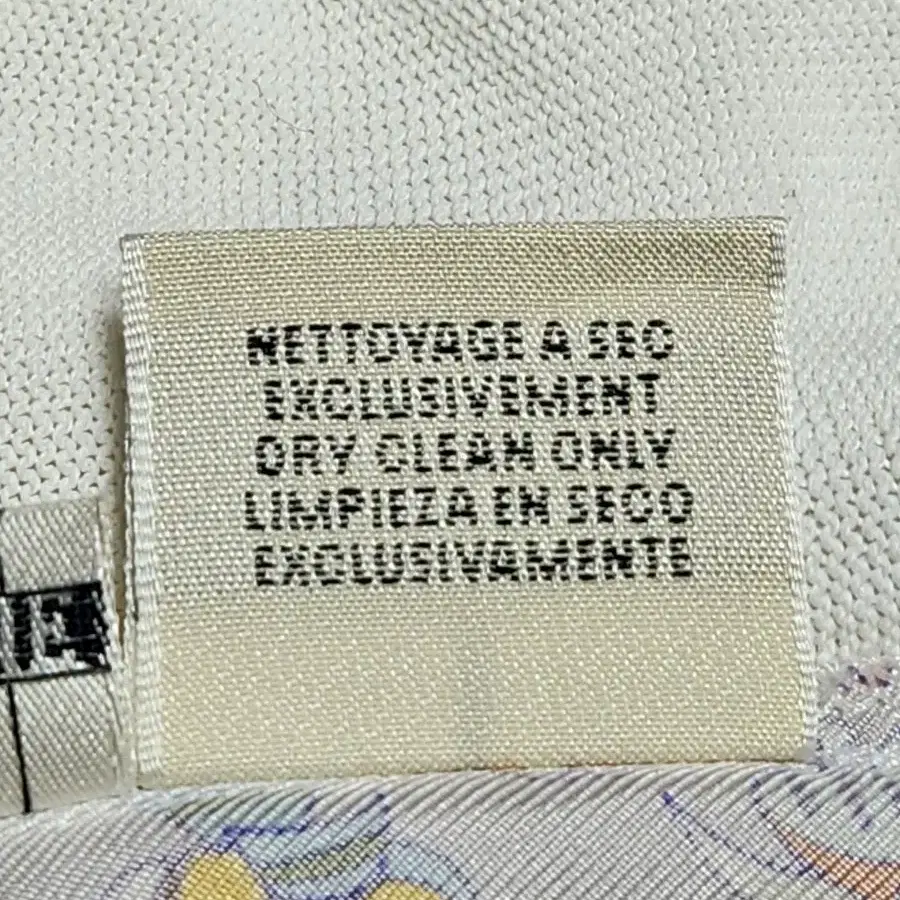 NETTOYAGE A SEC
EXCLUSIVEMENT
DRY CLEAN ONLY
LIMPIEZA EN SECO
EXCLUSIVAMENTE